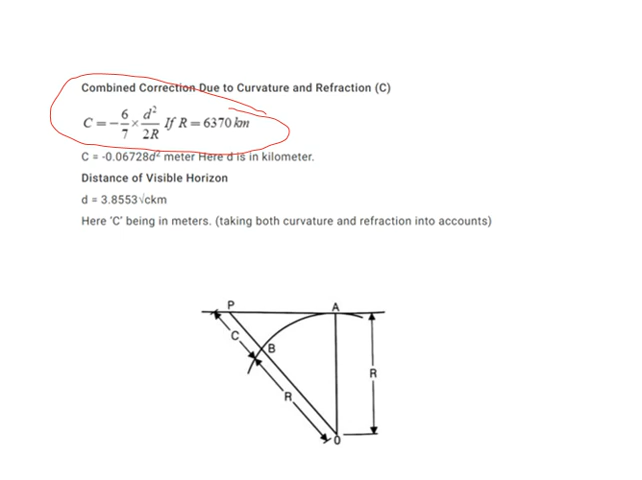 Combined Correction Due to Curvature and Refraction (C)
C = -6/7 × d²/2R If R = 6370 km
C = -0.06728d² meter Here d is in kilometer.
Distance of Visible Horizon
d = 3.8553√ckm
Here ‘C’ being in meters. (taking both curvature and refraction into accounts)
P
A
C
B
R
R
0